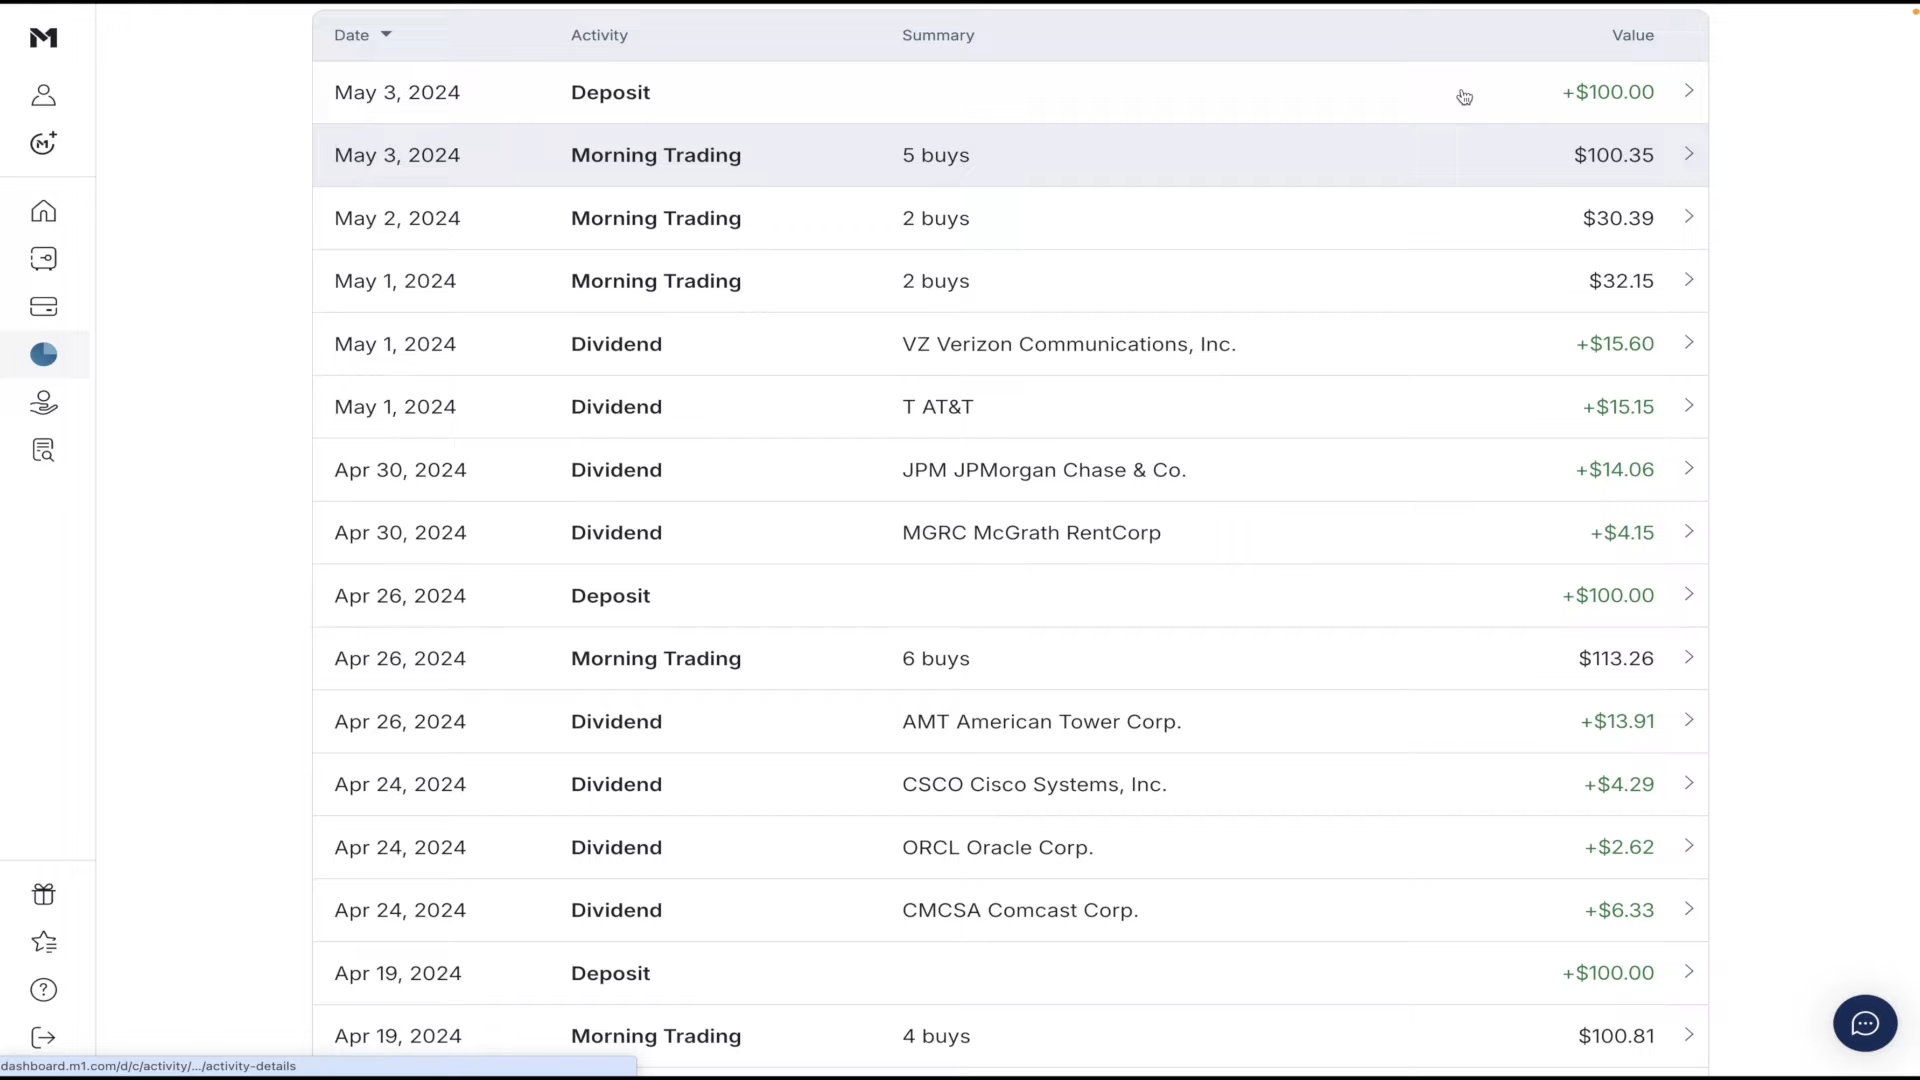 Date Activity Summary Value
May 3, 2024 Deposit +$100.00
May 3, 2024 Morning Trading 5 buys $100.35
May 2, 2024 Morning Trading 2 buys $30.39
May 1, 2024 Morning Trading 2 buys $32.15
May 1, 2024 Dividend VZ Verizon Communications, Inc. +$15.60
May 1, 2024 Dividend T AT&T +$15.15
Apr 30, 2024 Dividend JPM JPMorgan Chase & Co. +$14.06
Apr 30, 2024 Dividend MGRC McGrath RentCorp +$4.15
Apr 26, 2024 Deposit +$100.00
Apr 26, 2024 Morning Trading 6 buys $113.26
Apr 26, 2024 Dividend AMT American Tower Corp. +$13.91
Apr 24, 2024 Dividend CSCO Cisco Systems, Inc. +$4.29
Apr 24, 2024 Dividend ORCL Oracle Corp. +$2.62
Apr 24, 2024 Dividend CMCSA Comcast Corp. +$6.33
Apr 19, 2024 Deposit +$100.00
Apr 19, 2024 Morning Trading 4 buys $100.81
dashboard.m1.com/d/c/activity/.../activity-details